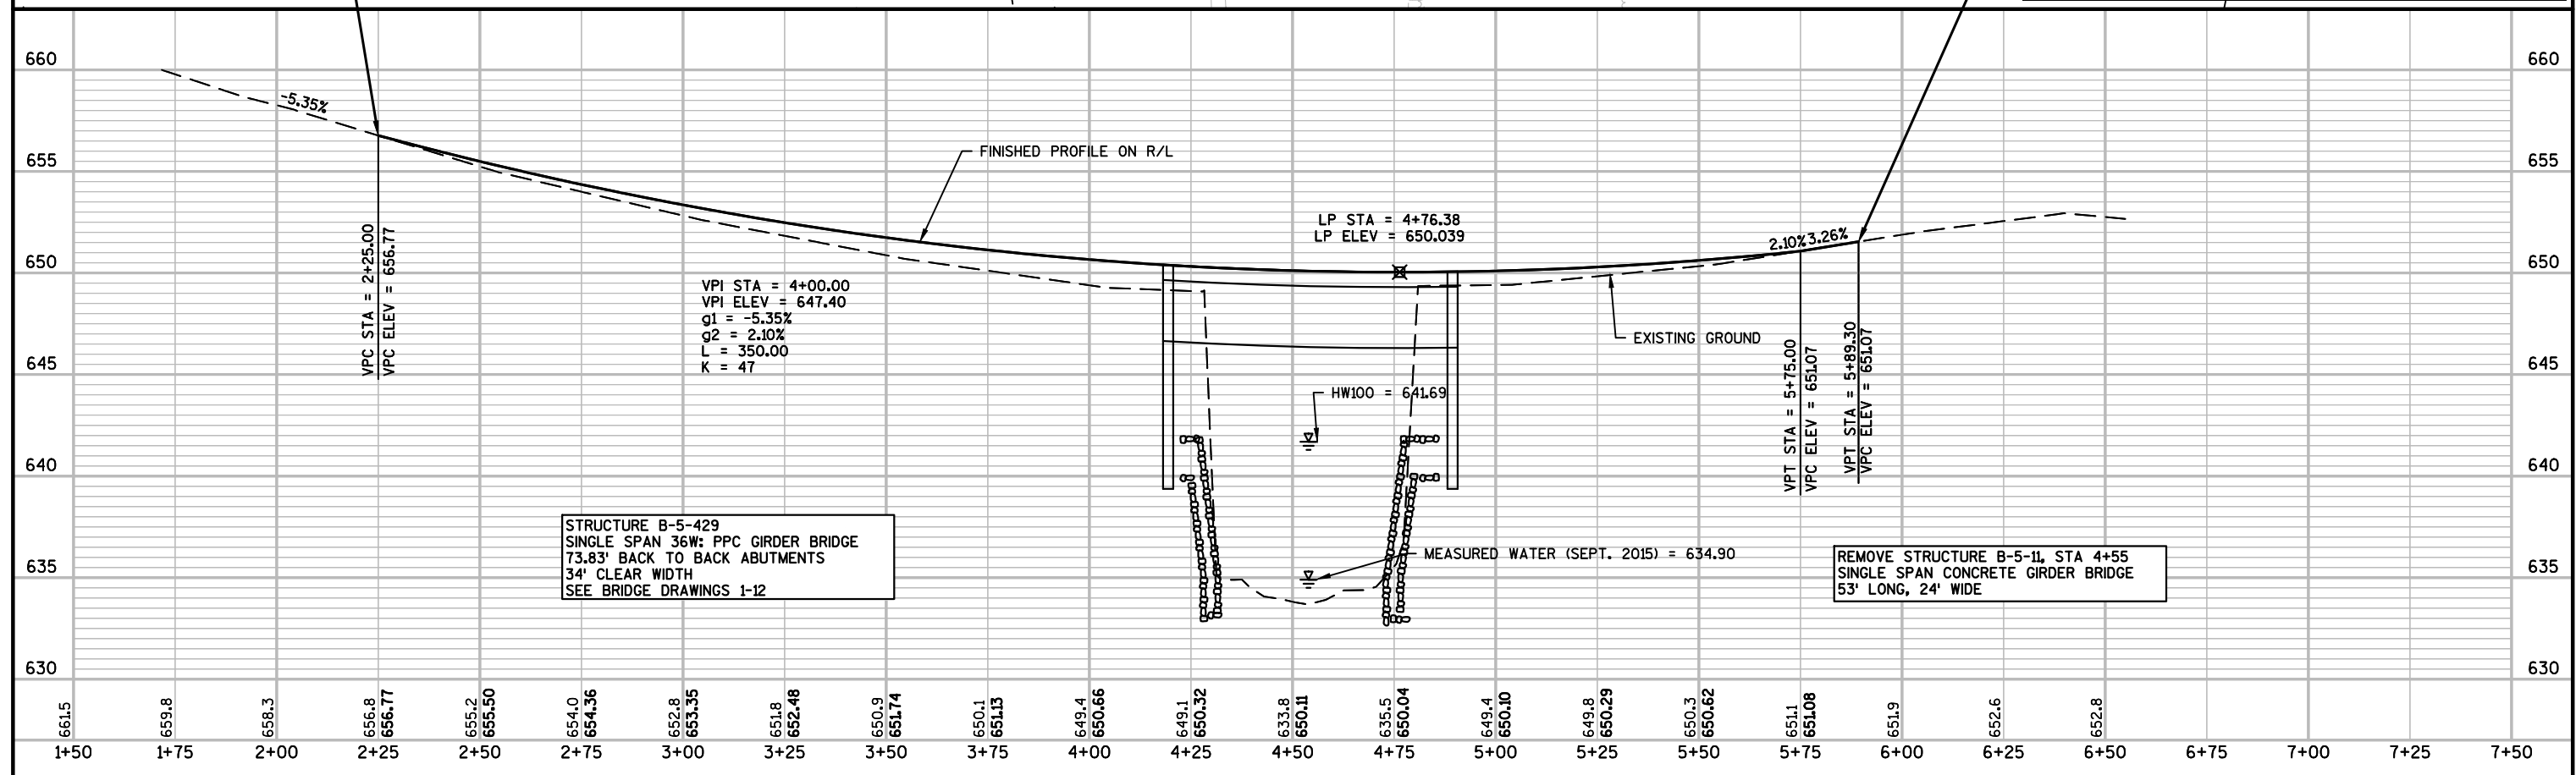 660
660
-5.35%
655
655
FINISHED PROFILE ON R/L
LP STA = 4+76.38
LP ELEV = 650.039
2.10%
3.26%
650
650
VPC STA = 2+25.00
VPC ELEV = 656.77
VPI STA = 4+00.00
VPI ELEV = 647.40
g1 = -5.35%
g2 = 2.10%
L = 350.00
K = 47
EXISTING GROUND
VPT STA = 5+75.00
VPC ELEV = 651.07
VPT STA = 5+89.30
VPC ELEV = 651.07
645
645
HW100 = 641.69
640
640
STRUCTURE B-5-429
SINGLE SPAN 36W: PPC GIRDER BRIDGE
73.83' BACK TO BACK ABUTMENTS
34' CLEAR WIDTH
SEE BRIDGE DRAWINGS 1-12
MEASURED WATER (SEPT. 2015) = 634.90
REMOVE STRUCTURE B-5-11, STA 4+55
SINGLE SPAN CONCRETE GIRDER BRIDGE
53' LONG, 24' WIDE
635
635
630
630
661.5
659.8
658.3
656.8
656.77
655.2
655.50
654.0
654.36
652.8
653.35
651.8
652.48
650.9
651.74
650.1
651.13
649.4
650.66
649.1
650.32
633.8
650.11
635.5
650.04
649.4
650.10
649.8
650.29
650.3
650.62
651.1
651.08
651.9
652.6
652.8
1+50 1+75 2+00 2+25 2+50 2+75 3+00 3+25 3+50 3+75 4+00 4+25 4+50 4+75 5+00 5+25 5+50 5+75 6+00 6+25 6+50 6+75 7+00 7+25 7+50